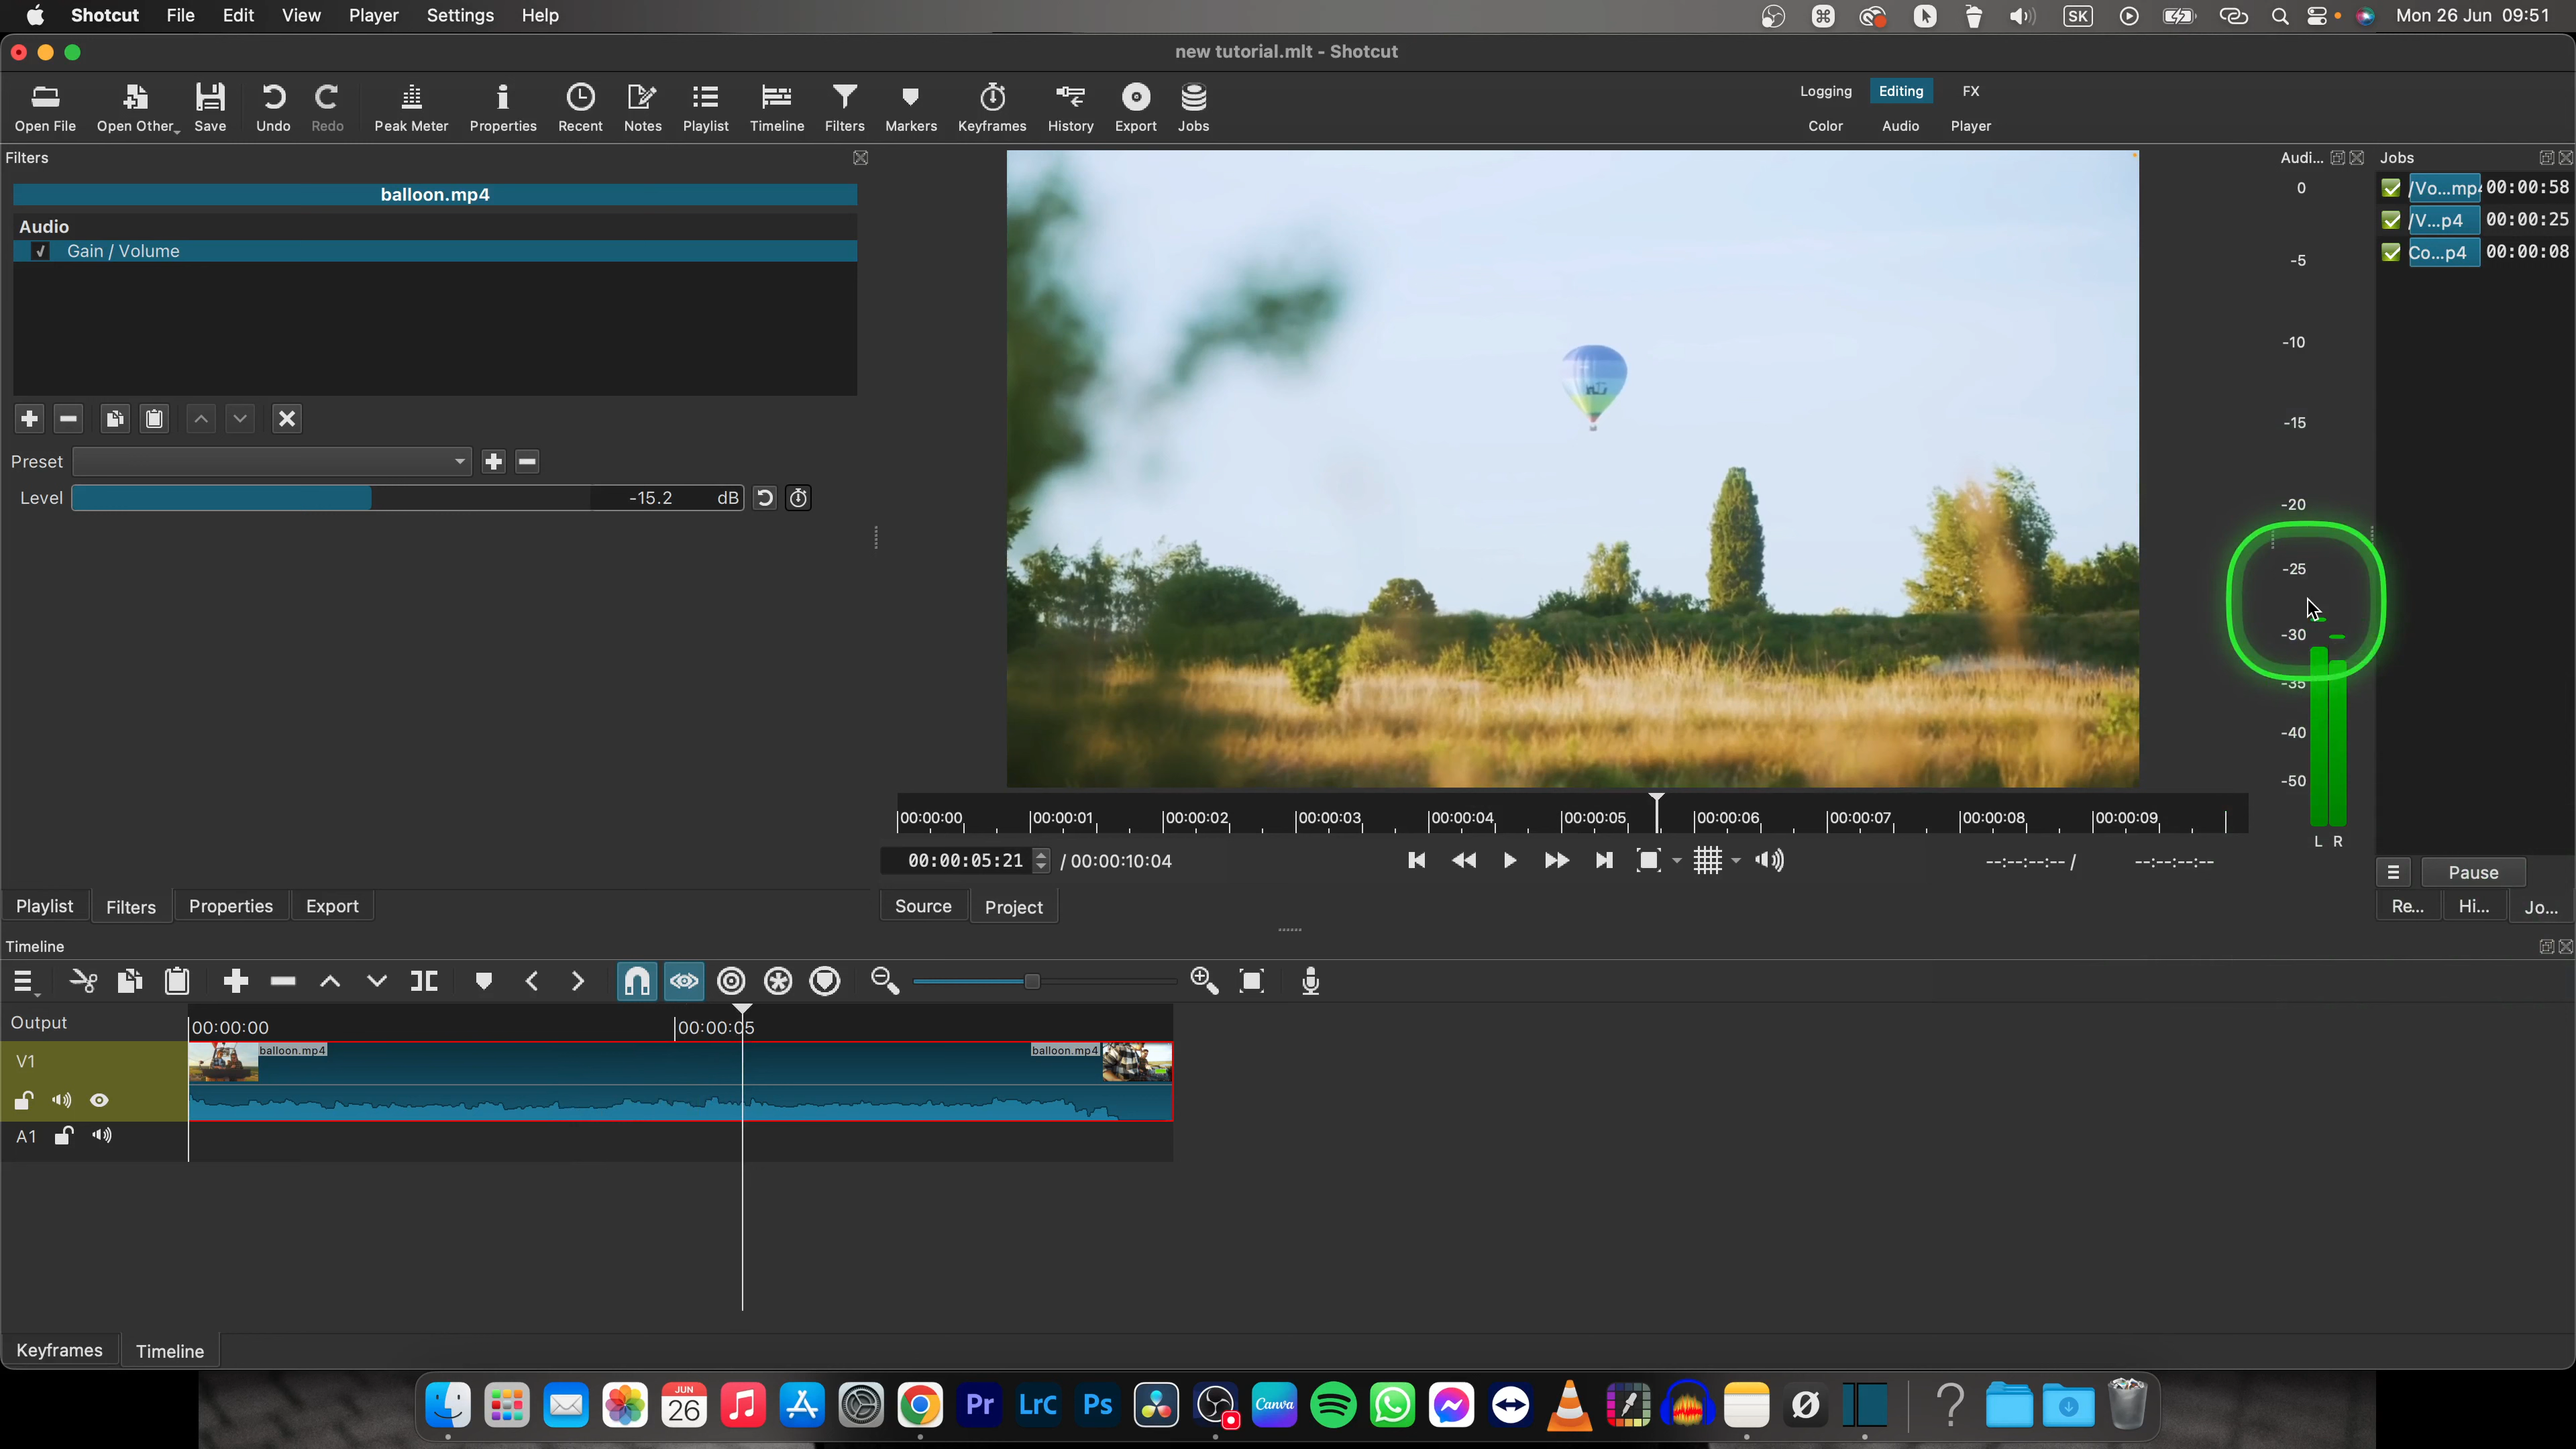 Shotcut File Edit View Player Settings Help
SK Mon 26 Jun 09:51
new tutorial.mlt - Shotcut
Open File Open Other Save Undo Redo Peak Meter Properties Recent Notes Playlist Timeline Filters Markers Keyframes History Export Jobs
Logging Editing FX
Color Audio Player
Filters
balloon.mp4
Audio
Gain / Volume
Preset
Level -15.2 dB
Audi...
0
-5
-10
-15
-20
-25
-30
-35
-40
-50
L R
Jobs
/Vo...mp4 00:00:58
/V...p4 00:00:25
Co...p4 00:00:08
00:00:00 00:00:01 00:00:02 00:00:03 00:00:04 00:00:05 00:00:06 00:00:07 00:00:08 00:00:09
00:00:05:21 / 00:00:10:04
--:--:--:-- / --:--:--:--
Pause
Playlist Filters Properties Export
Source Project
Re... Hi... Jo...
Timeline
Output
00:00:00 00:00:05
V1
balloon.mp4 balloon.mp4
A1
Keyframes Timeline
JUN
26
Pr LrC Ps Canva